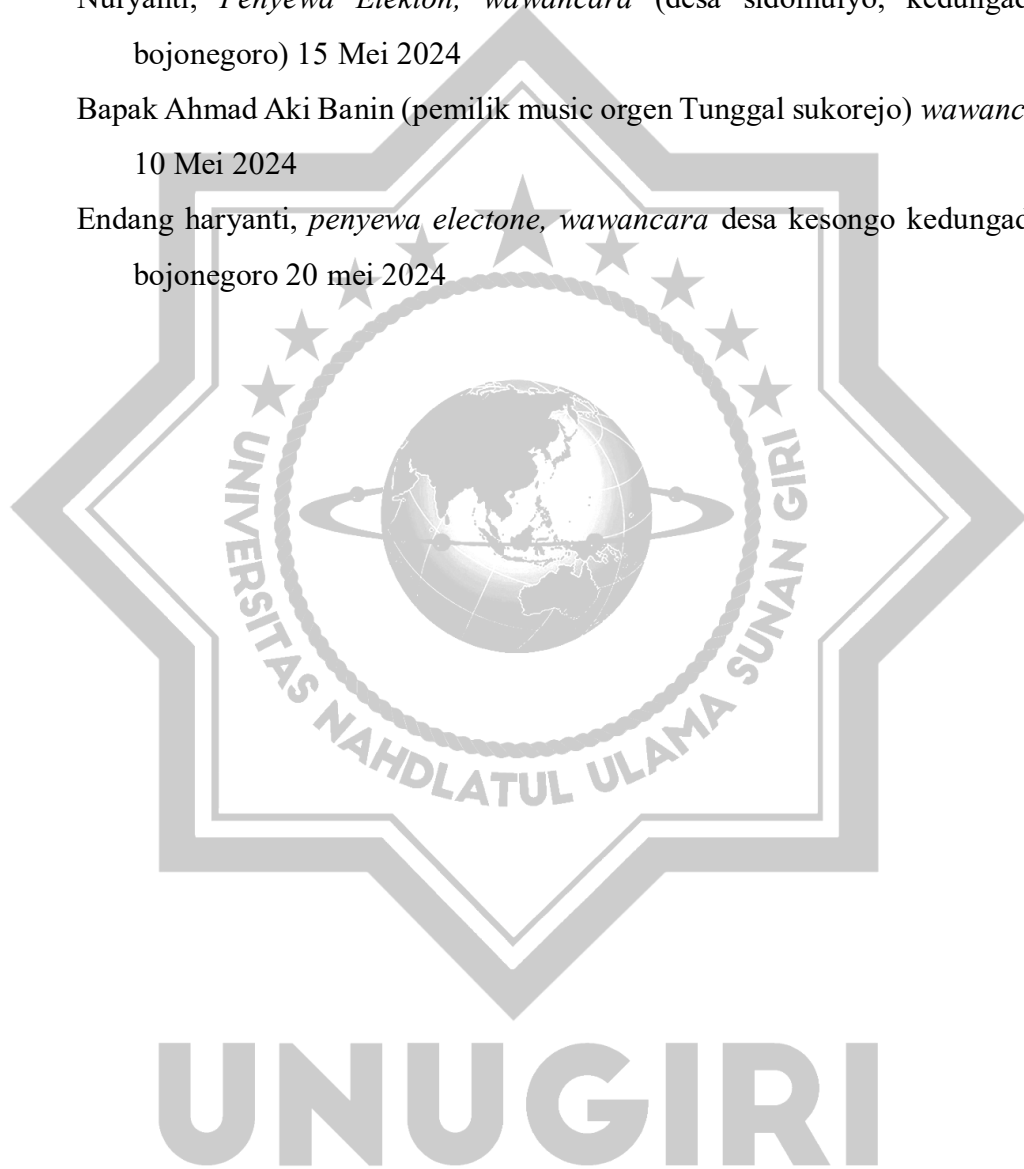 Nuryanti, Penyewa Elekton, wawancara (desa sidomulyo, kedungad
bojonegoro) 15 Mei 2024
Bapak Ahmad Aki Banin (pemilik music orgen Tunggal sukorejo) wawanc
10 Mei 2024
Endang haryanti, penyewa electone, wawancara desa kesongo kedungad
bojonegoro 20 mei 2024
UNIVERSITAS NAHDLATUL ULAMA SUNAN GIRI
UNUGIRI